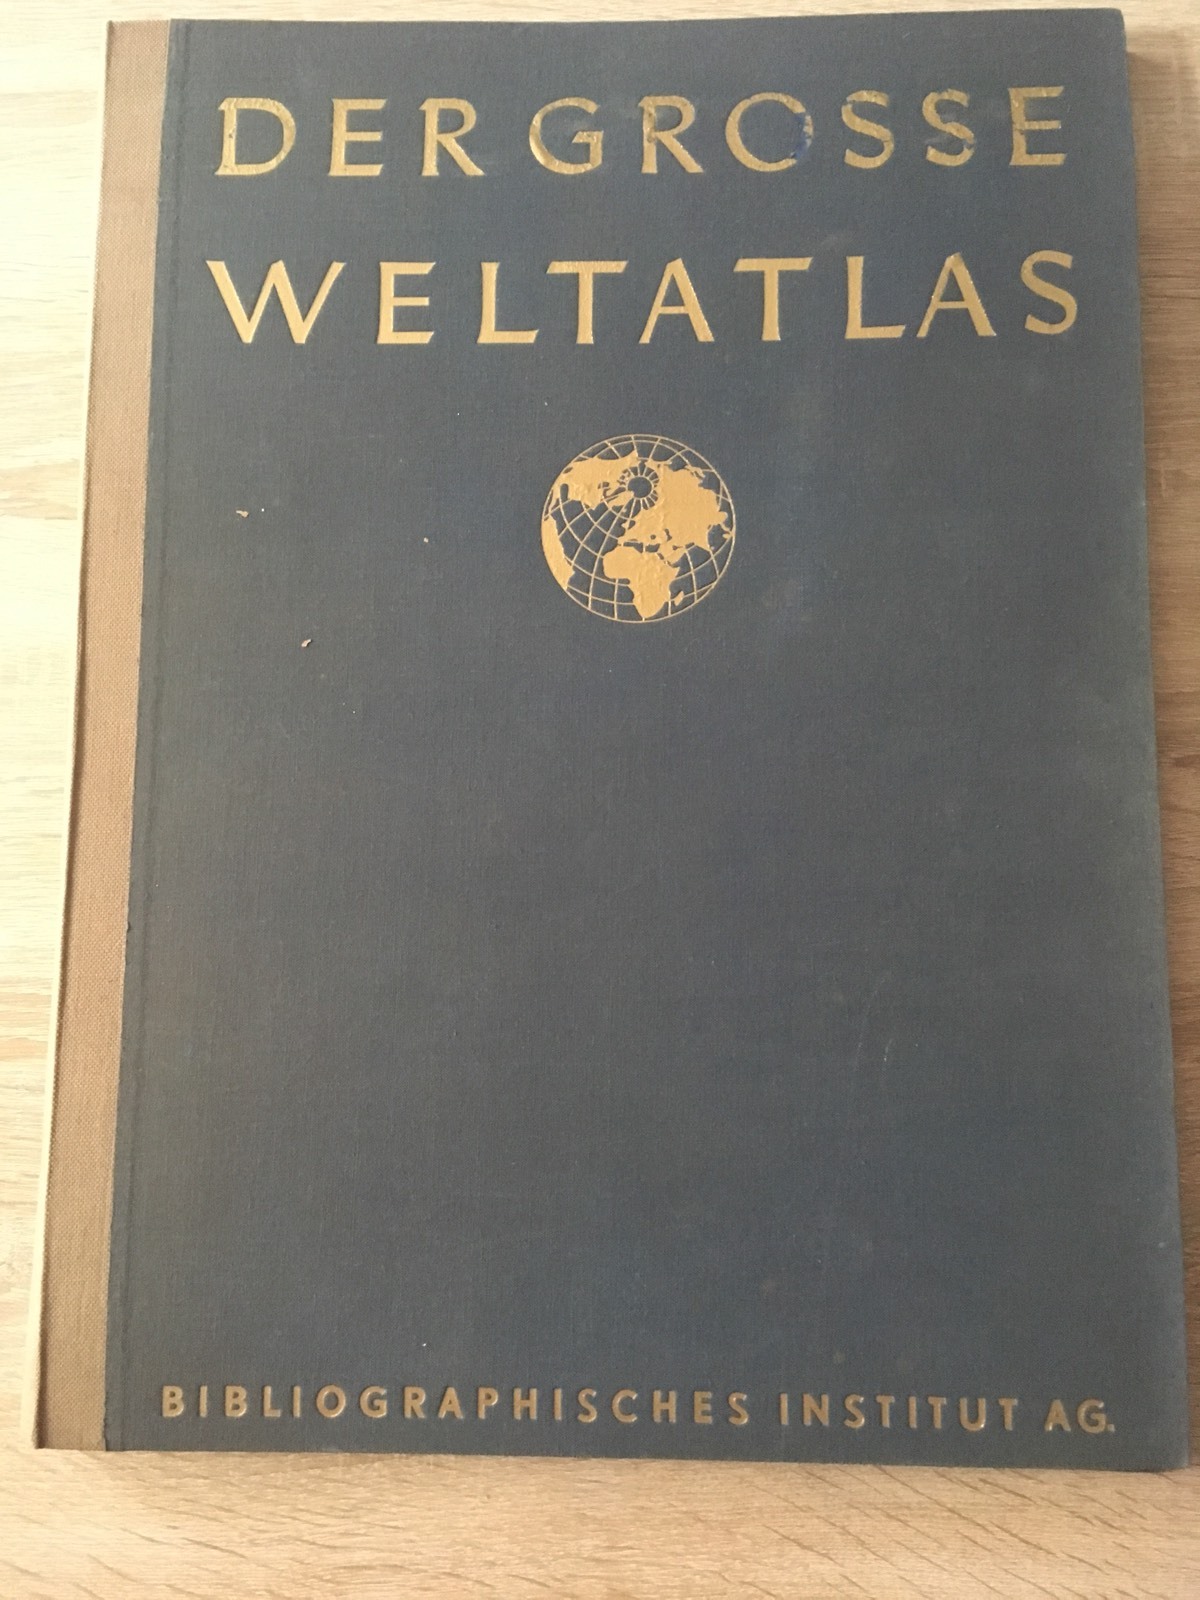 DER GROSSE
WELTATLAS
BIBLIOGRAPHISCHES INSTITUT AG.